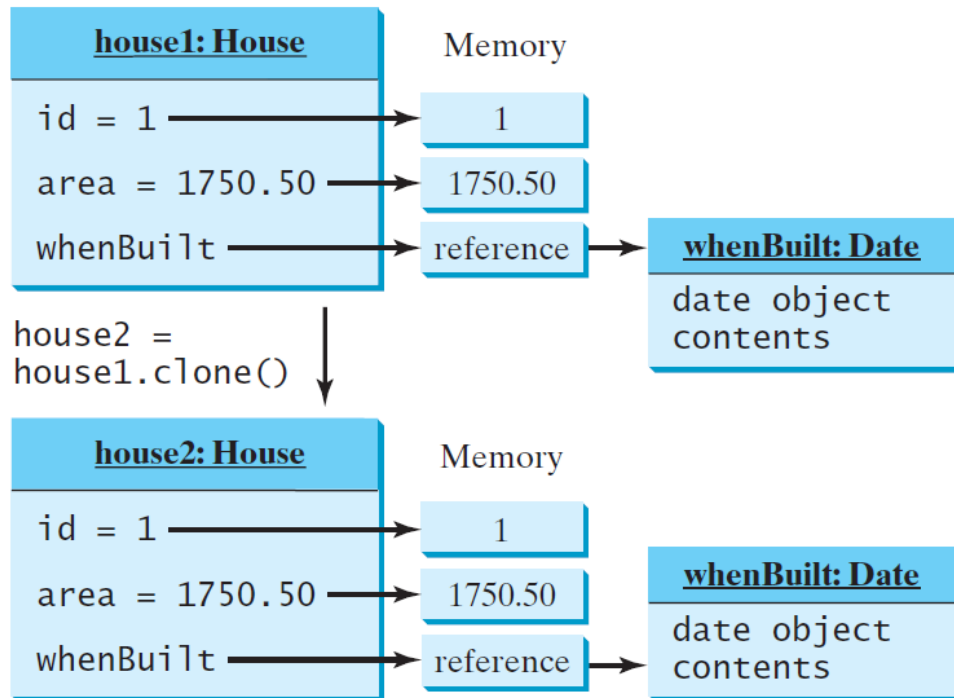 house1: House
Memory
id = 1
1
area = 1750.50
1750.50
whenBuilt
reference
whenBuilt: Date
date object
contents
house2 =
house1.clone()
house2: House
Memory
id = 1
1
area = 1750.50
1750.50
whenBuilt
reference
whenBuilt: Date
date object
contents